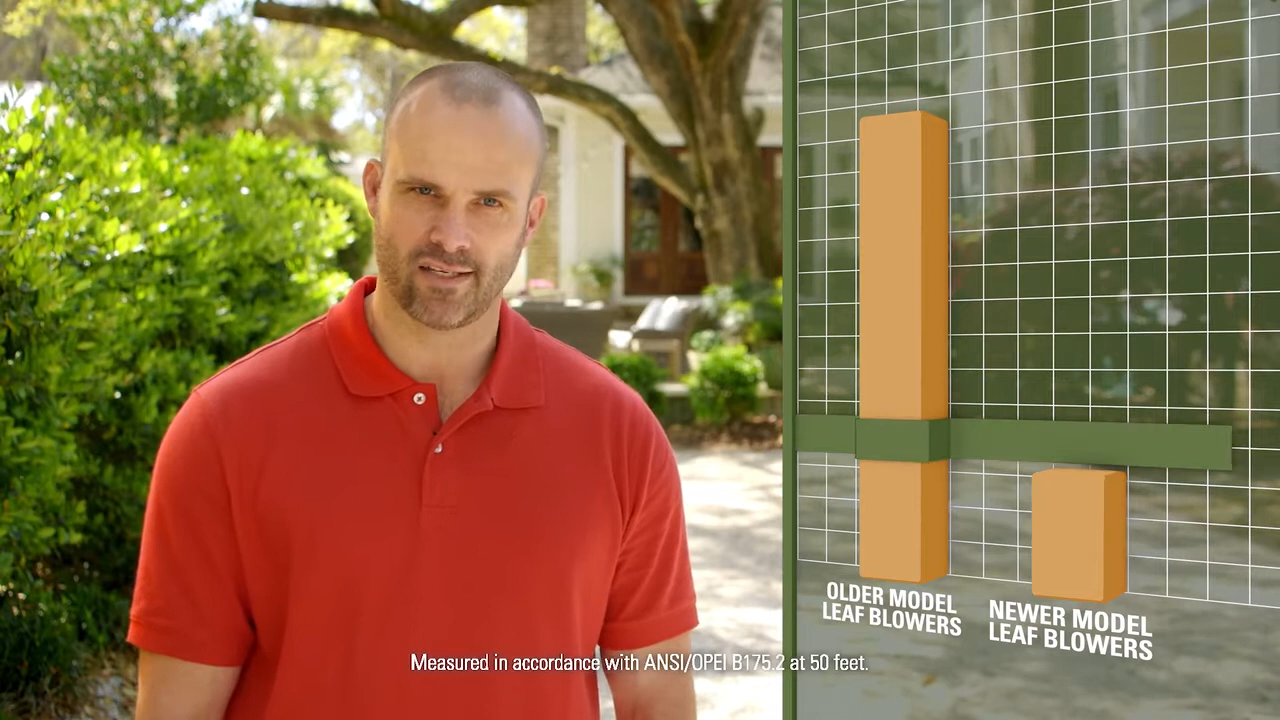 OLDER MODEL
LEAF BLOWERS
NEWER MODEL
LEAF BLOWERS
Measured in accordance with ANSI/OPEI B175.2 at 50 feet.